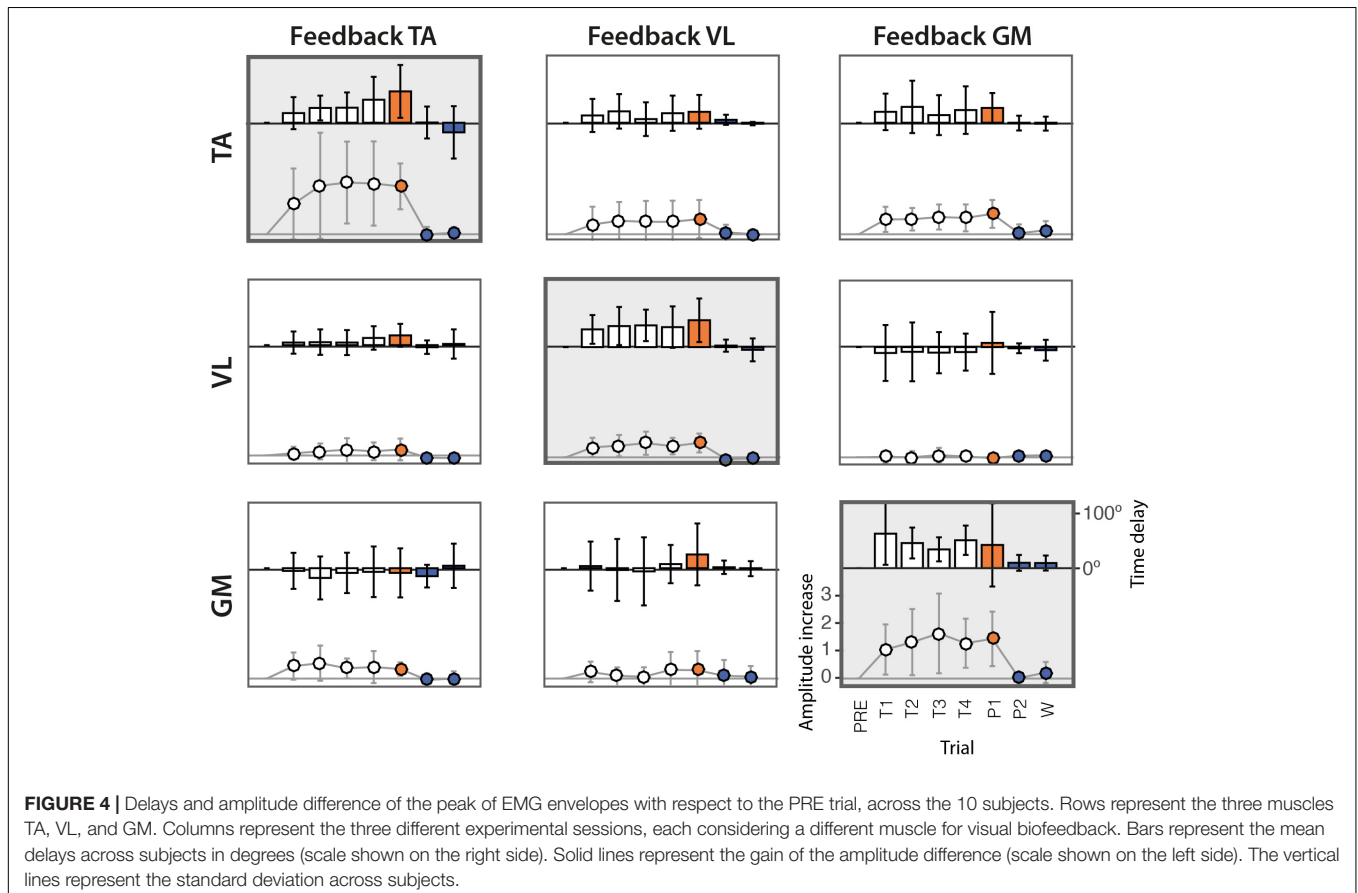 Feedback TA
Feedback VL
Feedback GM
TA
VL
GM
100º
0º
Time delay
Amplitude increase
3
2
1
0
PRE
T1
T2
T3
T4
P1
P2
W
Trial
FIGURE 4 | Delays and amplitude difference of the peak of EMG envelopes with respect to the PRE trial, across the 10 subjects. Rows represent the three muscles
TA, VL, and GM. Columns represent the three different experimental sessions, each considering a different muscle for visual biofeedback. Bars represent the mean
delays across subjects in degrees (scale shown on the right side). Solid lines represent the gain of the amplitude difference (scale shown on the left side). The vertical
lines represent the standard deviation across subjects.